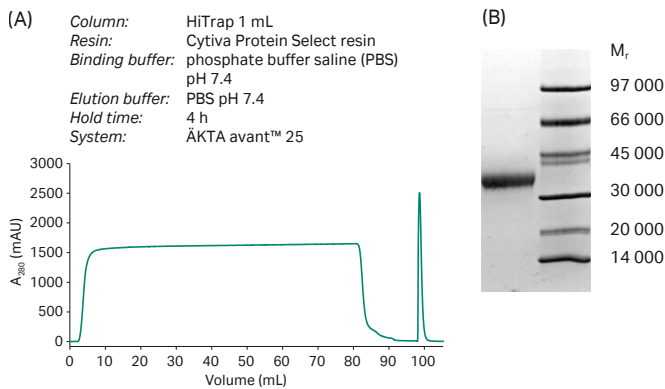 (A)
Column: HiTrap 1 mL
Resin: Cytiva Protein Select resin
Binding buffer: phosphate buffer saline (PBS)
pH 7.4
Elution buffer: PBS pH 7.4
Hold time: 4 h
System: ÄKTA avant™ 25
3000
2500
2000
1500
1000
500
0
A280 (mAU)
0 10 20 30 40 50 60 70 80 90 100
Volume (mL)
(B)
Mr
97 000
66 000
45 000
30 000
20 000
14 000